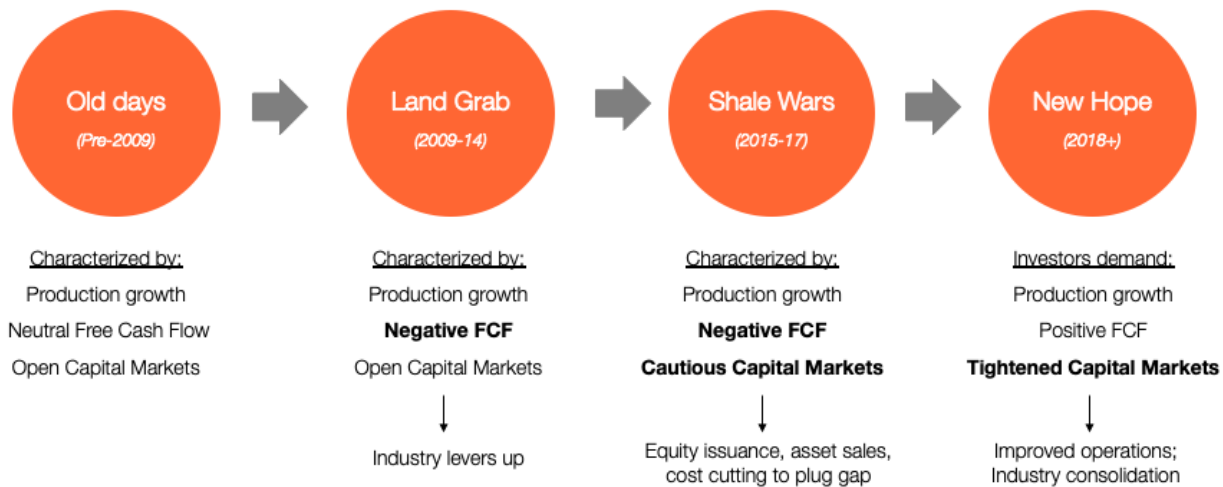 Old days
(Pre-2009)
Land Grab
(2009-14)
Shale Wars
(2015-17)
New Hope
(2018+)
Characterized by:
Production growth
Neutral Free Cash Flow
Open Capital Markets
Characterized by:
Production growth
Negative FCF
Open Capital Markets
Industry levers up
Characterized by:
Production growth
Negative FCF
Cautious Capital Markets
Equity issuance, asset sales,
cost cutting to plug gap
Investors demand:
Production growth
Positive FCF
Tightened Capital Markets
Improved operations;
Industry consolidation